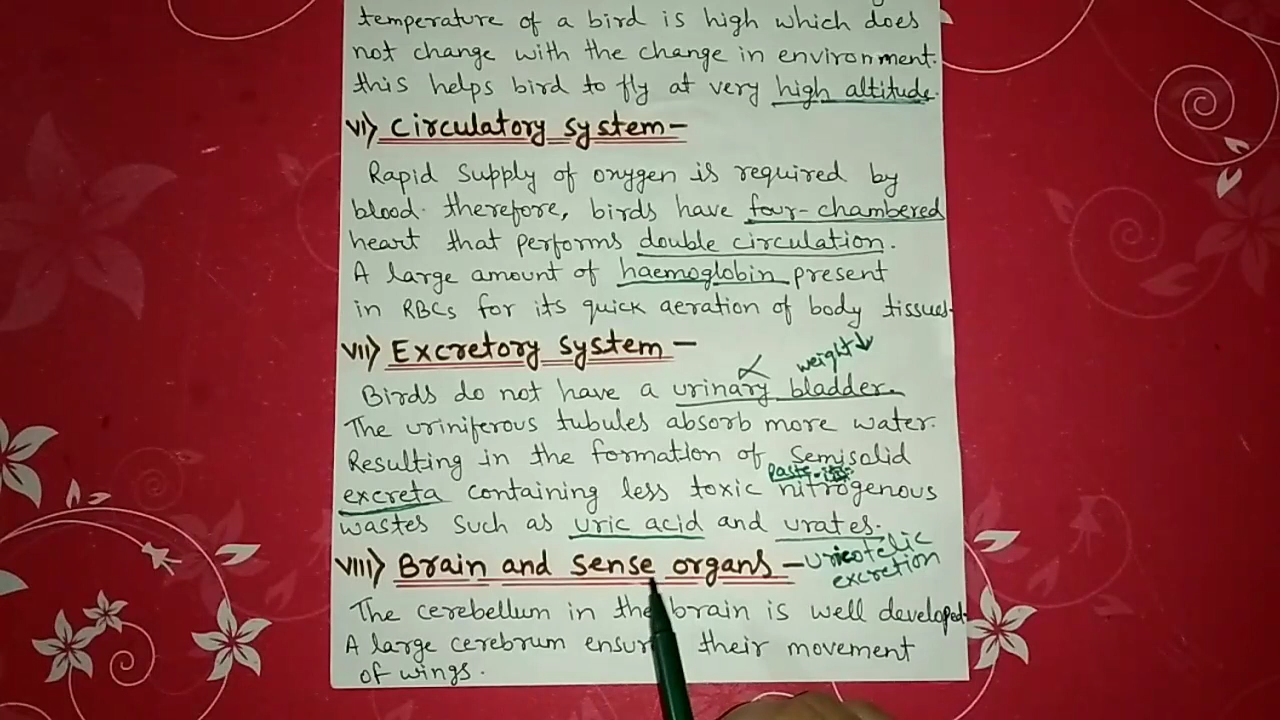 temperature of a bird is high which does
not change with the change in environment.
this helps bird to fly at very high altitude.
VI) Circulatory system-
Rapid Supply of oxygen is required by
blood. therefore, birds have four-chambered
heart that performs double circulation.
A large amount of haemoglobin present
in RBCs for its quick aeration of body tissues.
VII) Excretory system-
weight↓
Birds do not have a urinary bladder.
The uriniferous tubules absorb more water.
Resulting in the formation of Semisolid
excreta containing less toxic nitrogenous
wastes such as uric acid and urates.
uricotelic
excretion
VIII) Brain and Sense organs-
The cerebellum in the brain is well developed.
A large cerebrum their movement
of wings.